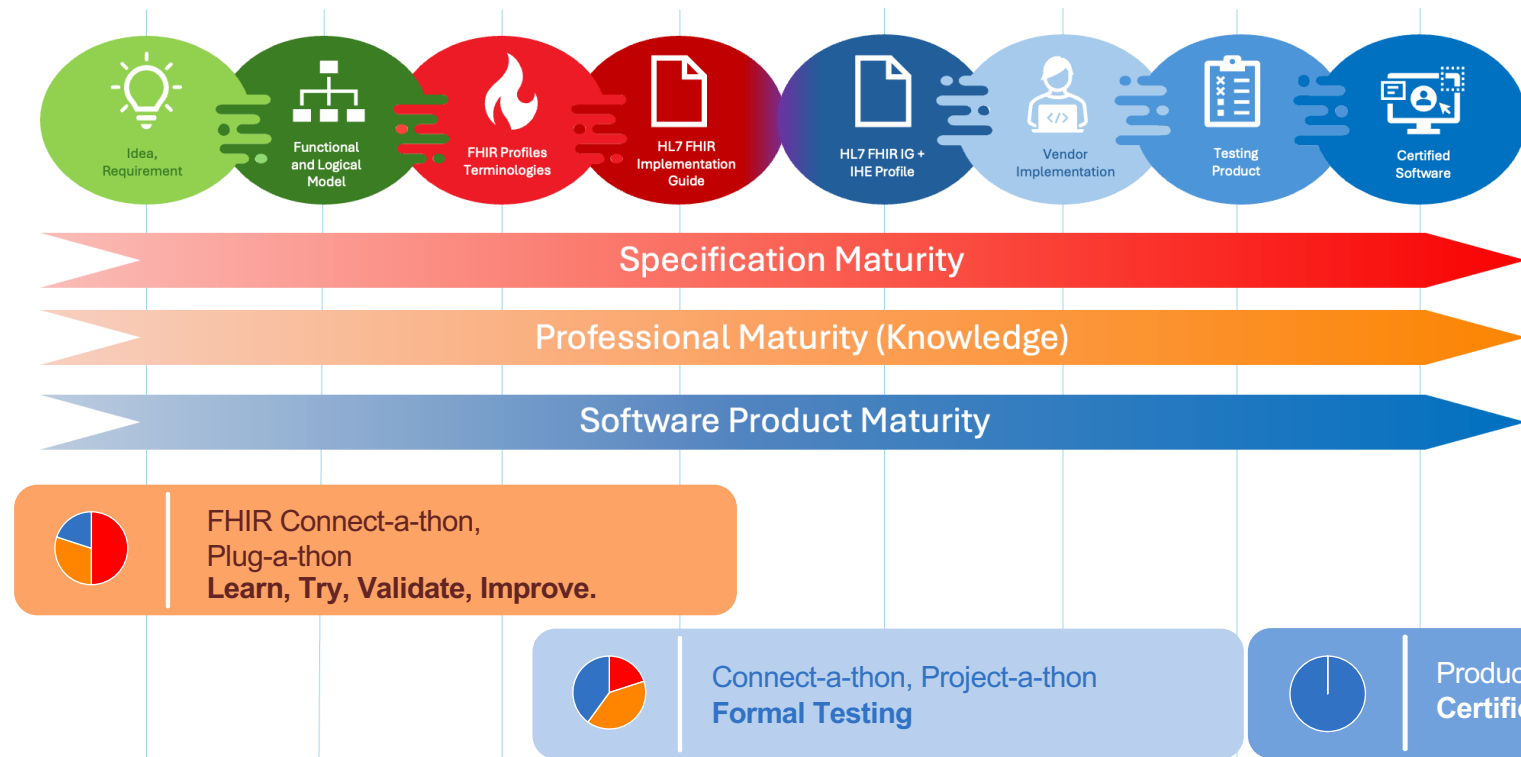 Idea,
Requirement
Functional
and Logical
Model
FHIR Profiles
Terminologies
HL7 FHIR
Implementation
Guide
HL7 FHIR IG +
IHE Profile
Vendor
Implementation
Testing
Product
Certified
Software
Specification Maturity
Professional Maturity (Knowledge)
Software Product Maturity
FHIR Connect-a-thon,
Plug-a-thon
Learn, Try, Validate, Improve.
Connect-a-thon, Project-a-thon
Formal Testing